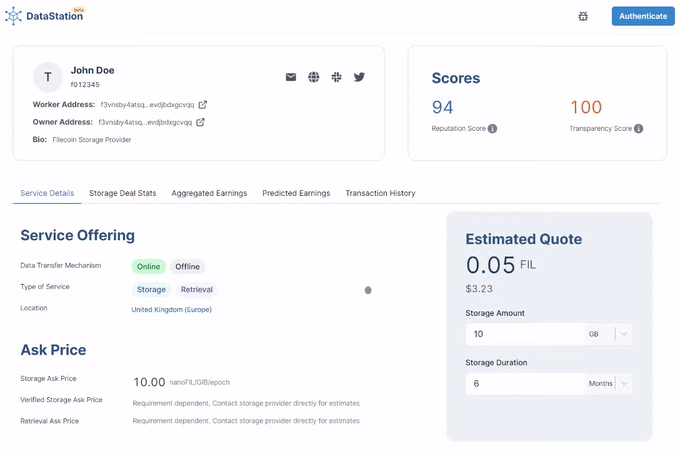 DataStation beta
Authenticate
T
John Doe
f012345
Worker Address: f3vnsby4atsq...evdjbdxgcvqq
Owner Address: f3vnsby4atsq...evdjbdxgcvqq
Bio: Filecoin Storage Provider
Scores
94 100
Reputation Score Transparency Score
Service Details Storage Deal Stats Aggregated Earnings Predicted Earnings Transaction History
Service Offering
Data Transfer Mechanism Online Offline
Type of Service Storage Retrieval
Location United Kingdom (Europe)
Ask Price
Storage Ask Price 10.00 nanoFIL/GiB/epoch
Verified Storage Ask Price Requirement dependent. Contact storage provider directly for estimates
Retrieval Ask Price Requirement dependent. Contact storage provider directly for estimates
Estimated Quote
0.05 FIL
$3.23
Storage Amount
10 GB
Storage Duration
6 Months